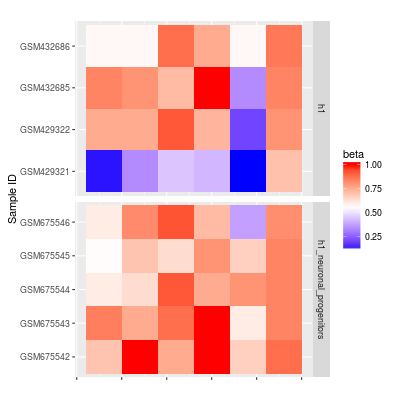 Sample ID
GSM432686
GSM432685
GSM429322
GSM429321
h1
GSM675546
GSM675545
GSM675544
GSM675543
GSM675542
h1_neuronal_progenitors
beta
1.00
0.75
0.50
0.25